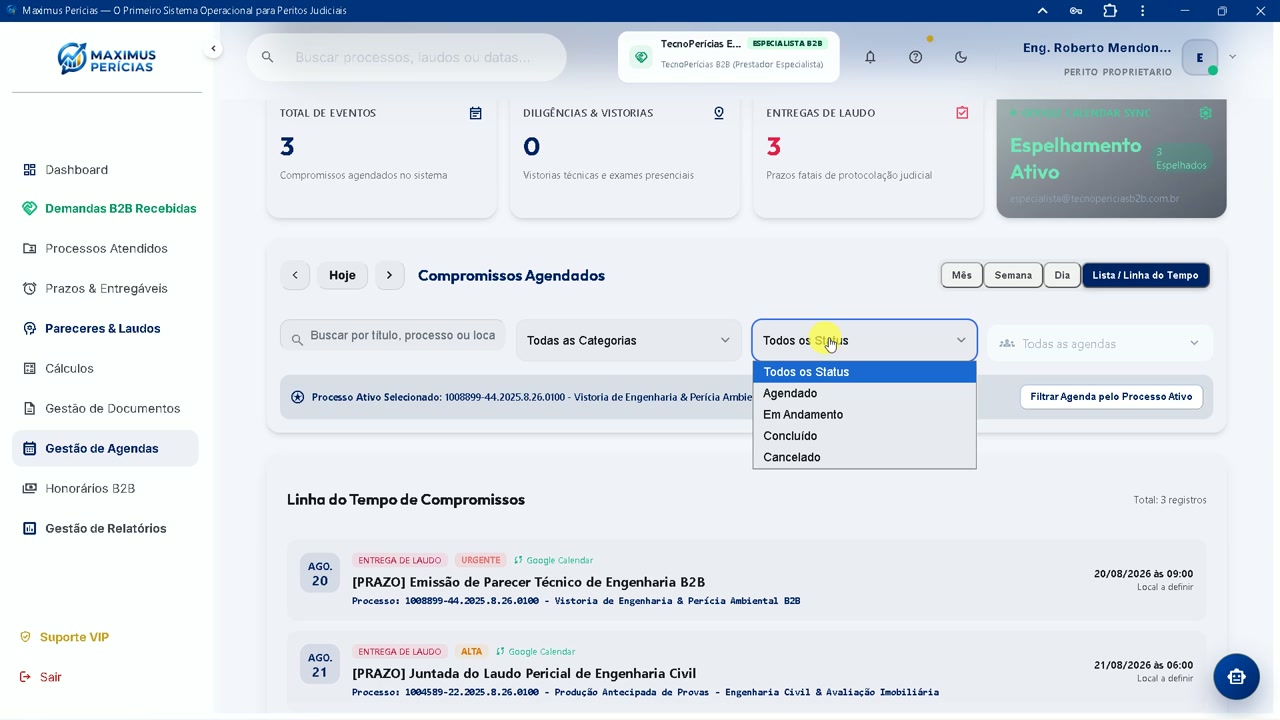 Maximus Perícias — O Primeiro Sistema Operacional para Peritos Judiciais
MAXIMUS
PERÍCIAS
Buscar processos, laudos ou datas...
TecnoPerícias E... ESPECIALISTA B2B
TecnoPerícias B2B (Prestador Especialista)
Eng. Roberto Mendon...
PERITO PROPRIETARIO
E
Dashboard
Demandas B2B Recebidas
Processos Atendidos
Prazos & Entregáveis
Pareceres & Laudos
Cálculos
Gestão de Documentos
Gestão de Agendas
Honorários B2B
Gestão de Relatórios
Suporte VIP
Sair
TOTAL DE EVENTOS
3
Compromissos agendados no sistema
DILIGÊNCIAS & VISTORIAS
0
Vistorias técnicas e exames presenciais
ENTREGAS DE LAUDO
3
Prazos fatais de protocolação judicial
CALENDAR SYNC
Espelhamento
Ativo
3
Espelhados
especialista@tecnopericiasb2b.com.br
Hoje
Compromissos Agendados
Mês
Semana
Dia
Lista / Linha do Tempo
Buscar por título, processo ou loca
Todas as Categorias
Todos os Status
Todas as agendas
Todos os Status
Agendado
Em Andamento
Concluído
Cancelado
Processo Ativo Selecionado: 1008899-44.2025.8.26.0100 - Vistoria de Engenharia & Perícia Ambie
Filtrar Agenda pelo Processo Ativo
Linha do Tempo de Compromissos
Total: 3 registros
AGO.
20
ENTREGA DE LAUDO URGENTE Google Calendar
[PRAZO] Emissão de Parecer Técnico de Engenharia B2B
Processo: 1008899-44.2025.8.26.0100 - Vistoria de Engenharia & Perícia Ambiental B2B
20/08/2026 às 09:00
Local a definir
AGO.
21
ENTREGA DE LAUDO ALTA Google Calendar
[PRAZO] Juntada do Laudo Pericial de Engenharia Civil
Processo: 1004589-22.2025.8.26.0100 - Produção Antecipada de Provas - Engenharia Civil & Avaliação Imobiliária
21/08/2026 às 06:00
Local a definir